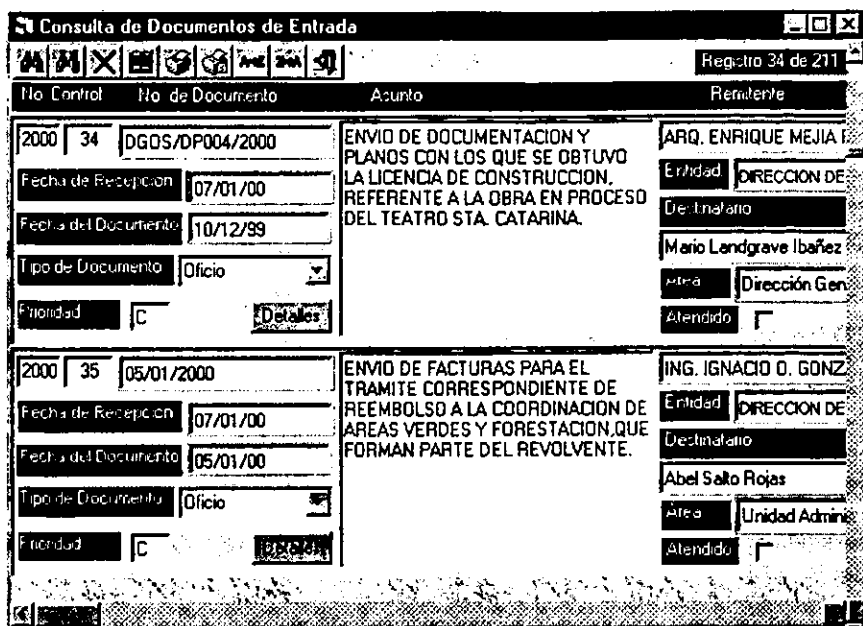 Consulta de Documentos de Entrada
Registro 34 de 211
No. Control No. de Documento Asunto Remitente
2000 34 DGOS/DP004/2000
ENVIO DE DOCUMENTACION Y
PLANOS CON LOS QUE SE OBTUVO
LA LICENCIA DE CONSTRUCCION,
REFERENTE A LA OBRA EN PROCESO
DEL TEATRO STA. CATARINA.
ARQ. ENRIQUE MEJIA
Fecha de Recepción 07/01/00
Entidad DIRECCION DE
Fecha del Documento 10/12/99
Destinatario
Mario Landgrave Ibañez
Tipo de Documento Oficio
Area Dirección Gen
Prioridad C Detalles
Atendido
2000 35 05/01/2000
ENVIO DE FACTURAS PARA EL
TRAMITE CORRESPONDIENTE DE
REEMBOLSO A LA COORDINACION DE
AREAS VERDES Y FORESTACION,QUE
FORMAN PARTE DEL REVOLVENTE.
ING. IGNACIO O. GONZ
Fecha de Recepción 07/01/00
Entidad DIRECCION DE
Fecha del Documento 05/01/00
Destinatario
Abel Salto Rojas
Tipo de Documento Oficio
Area Unidad Admini
Prioridad C Detalles
Atendido